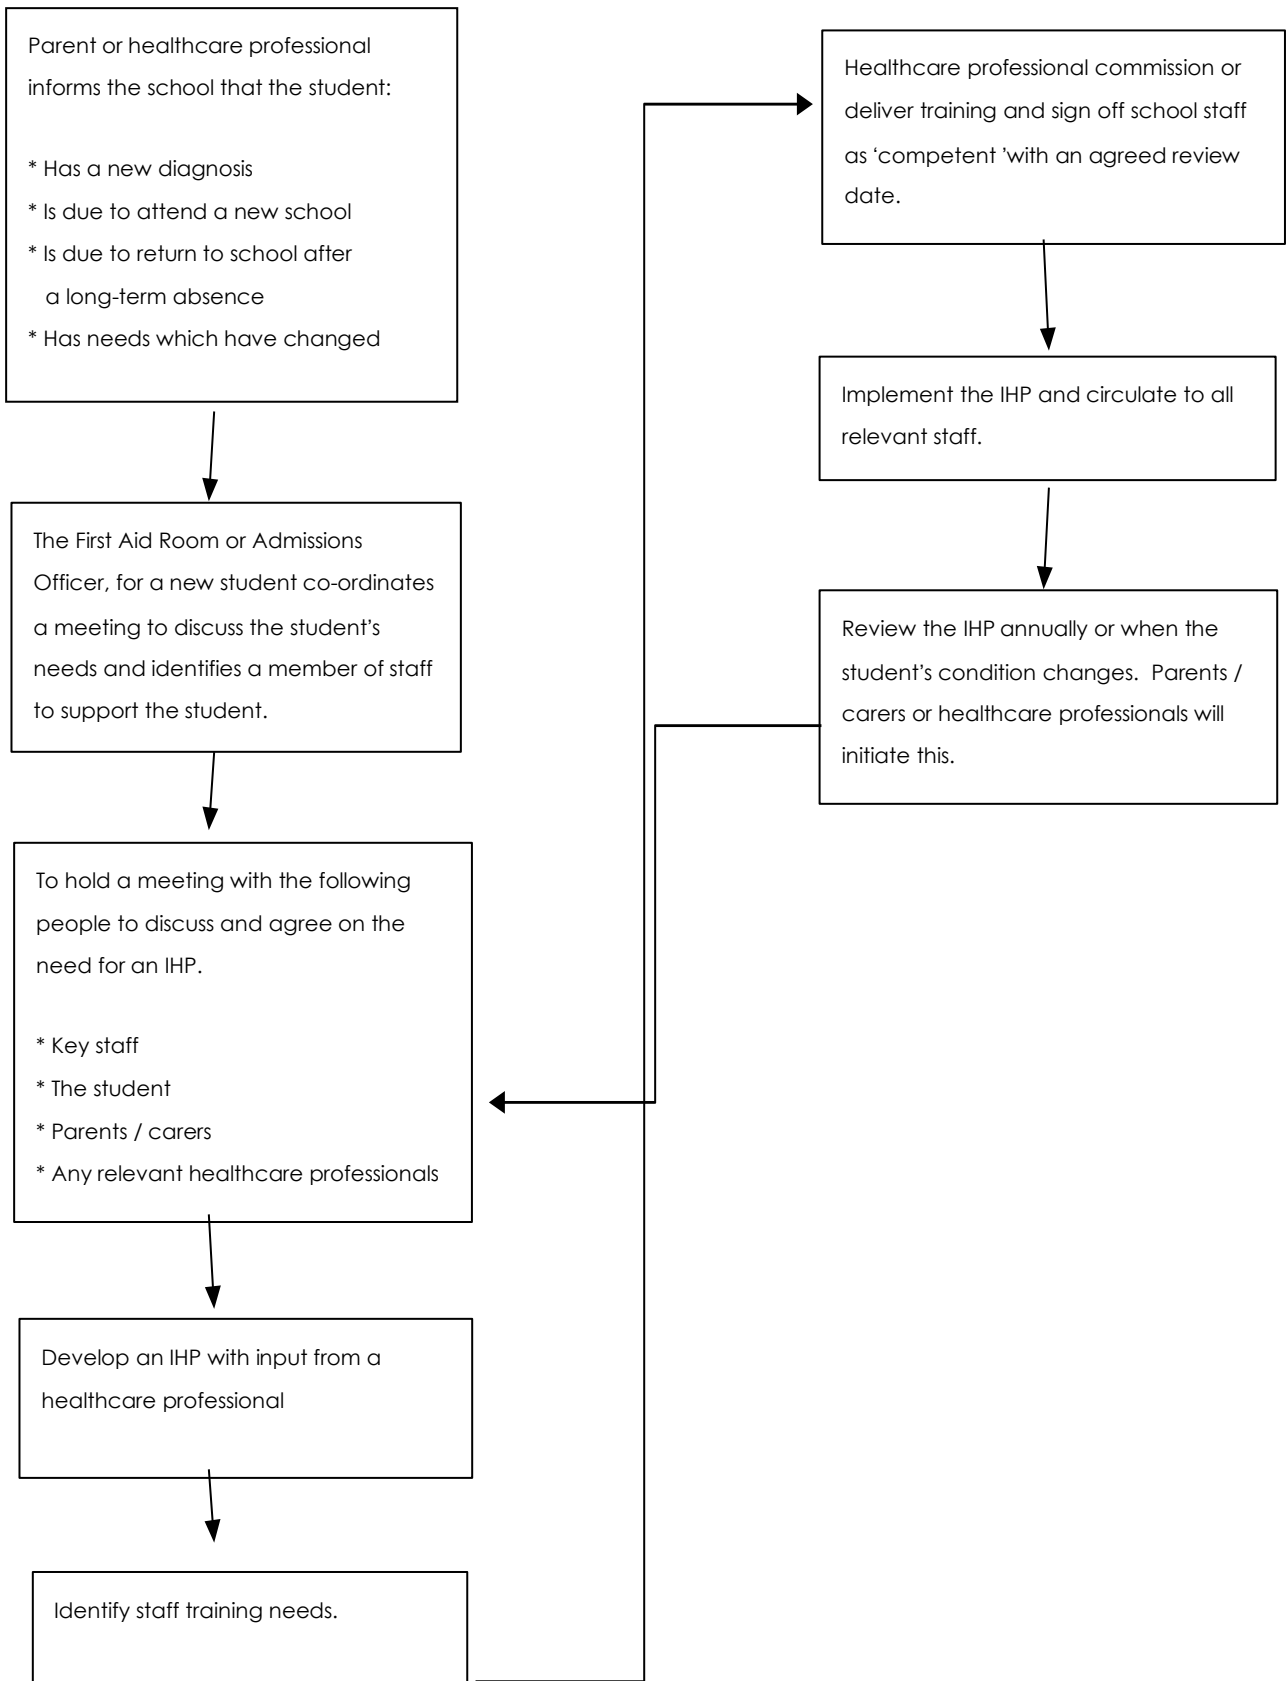 Parent or healthcare professional
informs the school that the student:
* Has a new diagnosis
* Is due to attend a new school
* Is due to return to school after
a long-term absence
* Has needs which have changed
The First Aid Room or Admissions
Officer, for a new student co-ordinates
a meeting to discuss the student's
needs and identifies a member of staff
to support the student.
To hold a meeting with the following
people to discuss and agree on the
need for an IHP.
* Key staff
* The student
* Parents / carers
* Any relevant healthcare professionals
Develop an IHP with input from a
healthcare professional
Identify staff training needs.
Healthcare professional commission or
deliver training and sign off school staff
as ‘competent ’with an agreed review
date.
Implement the IHP and circulate to all
relevant staff.
Review the IHP annually or when the
student's condition changes.  Parents /
carers or healthcare professionals will
initiate this.